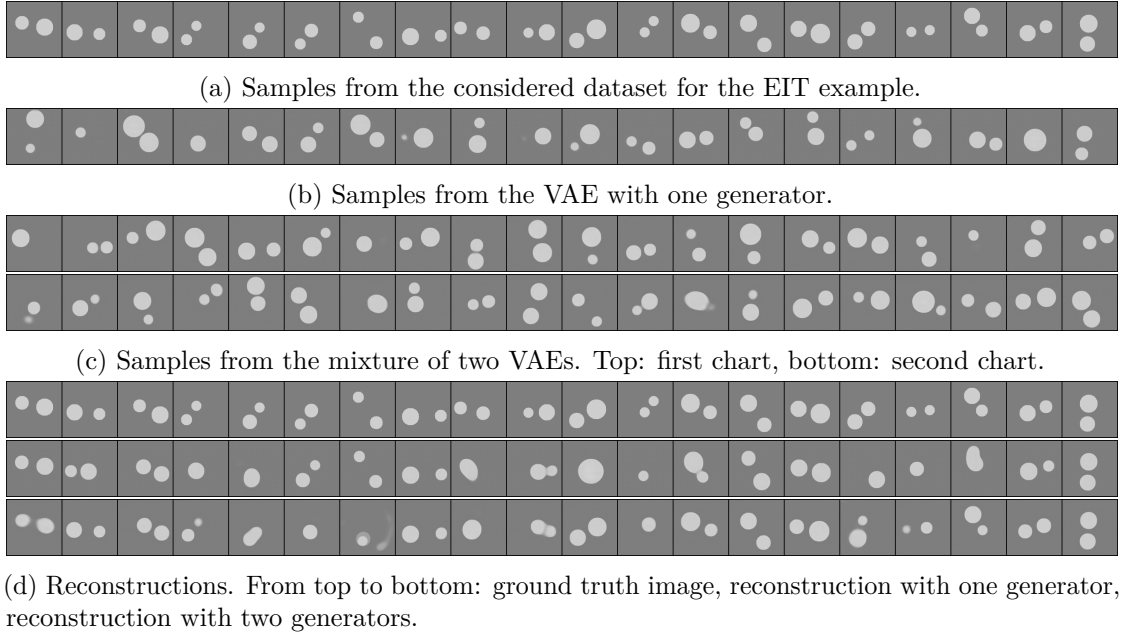 (a) Samples from the considered dataset for the EIT example.
(b) Samples from the VAE with one generator.
(c) Samples from the mixture of two VAEs. Top: first chart, bottom: second chart.
(d) Reconstructions. From top to bottom: ground truth image, reconstruction with one generator,
reconstruction with two generators.